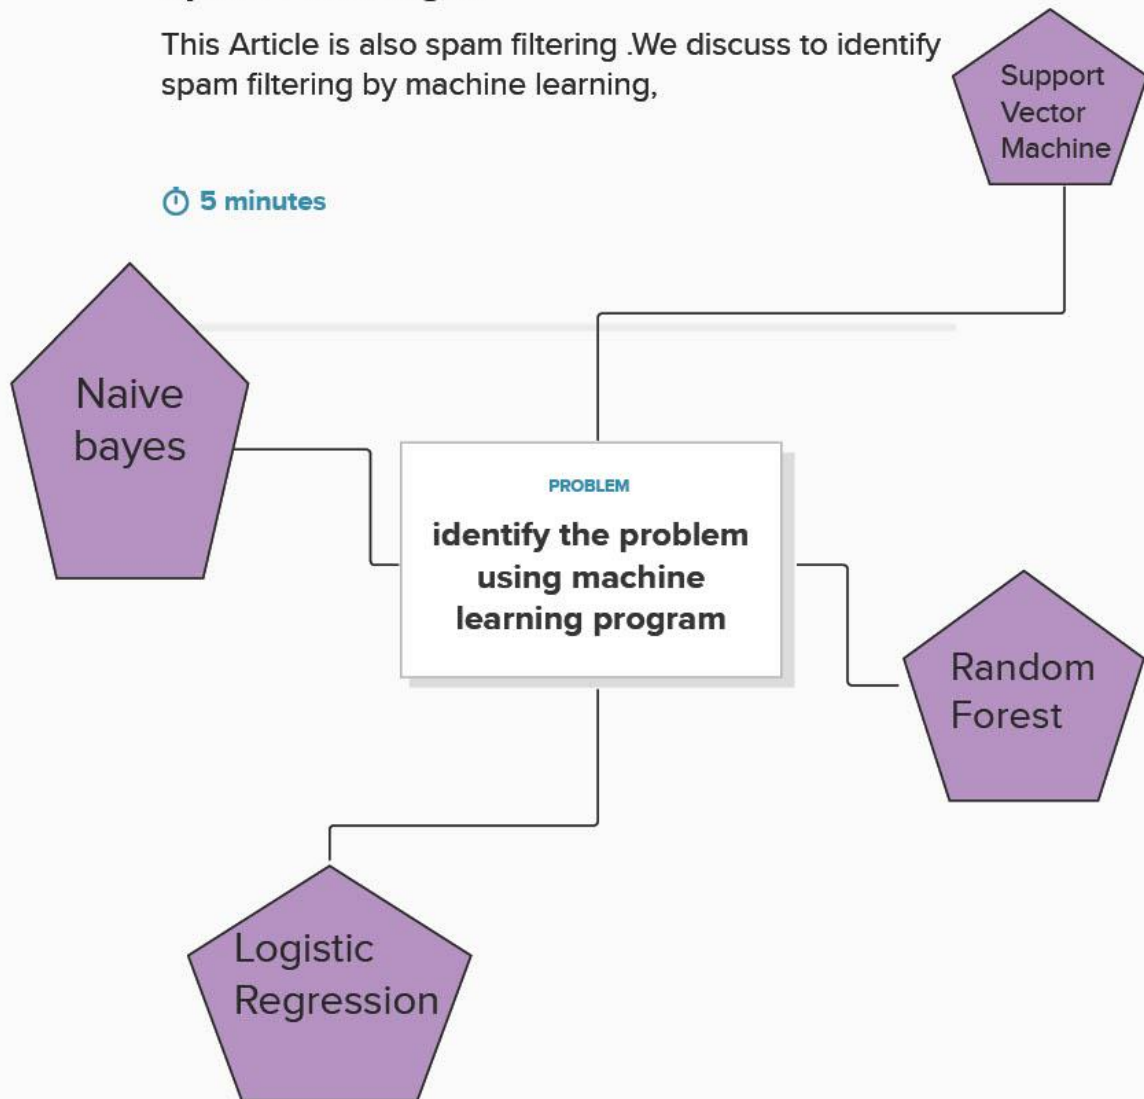 This Article is also spam filtering .We discuss to identify
spam filtering by machine learning,
Support
Vector
Machine
5 minutes
Naive
bayes
PROBLEM
identify the problem
using machine
learning program
Random
Forest
Logistic
Regression